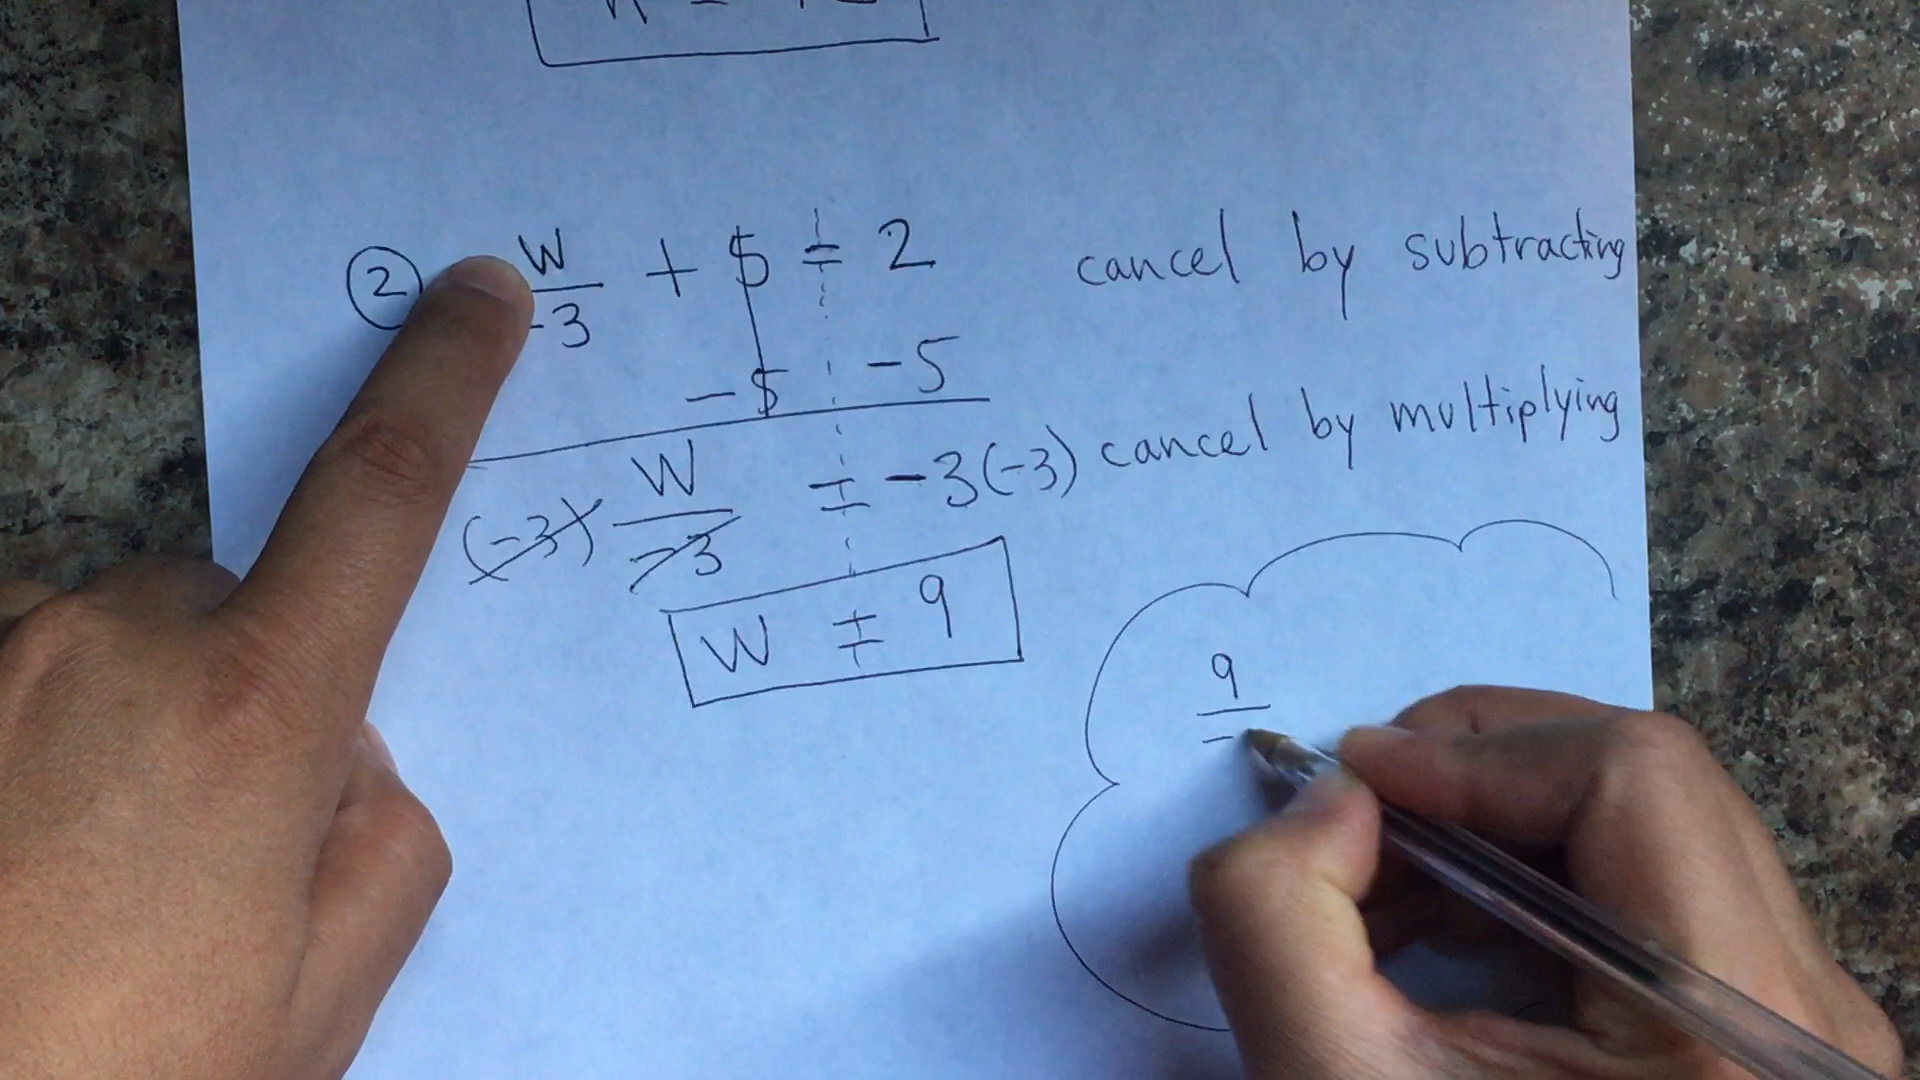 ② W/-3 + 5 = 2 cancel by subtracting
-5 -5
(-3) W/-3 = -3(-3) cancel by multiplying
W = 9
9/-